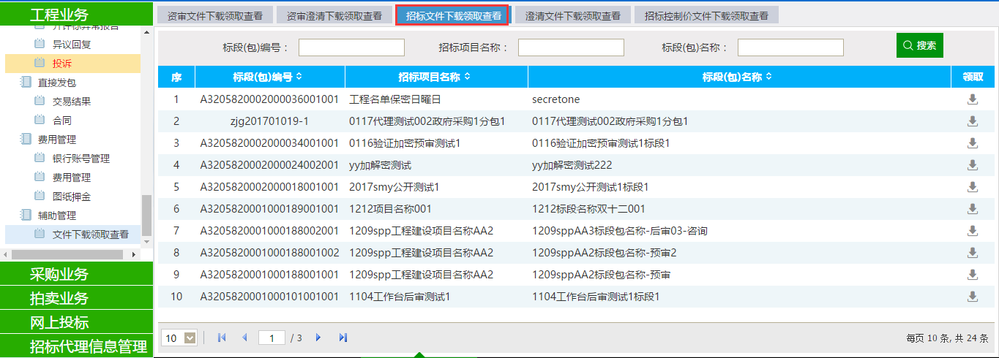 工程业务
开评标异常报告
异议回复
投诉
直接发包
交易结果
合同
费用管理
银行账号管理
费用管理
图纸押金
辅助管理
文件下载领取查看
采购业务
拍卖业务
网上投标
招标代理信息管理
资审文件下载领取查看 资审澄清下载领取查看 招标文件下载领取查看 澄清文件下载领取查看 招标控制价文件下载领取查看
标段(包)编号： 招标项目名称： 标段(包)名称： 搜索
序 标段(包)编号 招标项目名称 标段(包)名称 领取
1 A3205820002000036001001 工程名单保密日曜日 secretone
2 zjg201701019-1 0117代理测试002政府采购1分包1 0117代理测试002政府采购1分包1
3 A3205820002000034001001 0116验证加密预审测试1 0116验证加密预审测试1标段1
4 A3205820002000024002001 yy加解密测试 yy加解密测试222
5 A3205820002000018001001 2017smy公开测试1 2017smy公开测试1标段1
6 A3205820001000189001001 1212项目名称001 1212标段名称双十二001
7 A3205820001000188002001 1209spp工程建设项目名称AA2 1209sppAA3标段包名称-后审03-咨询
8 A3205820001000188001002 1209spp工程建设项目名称AA2 1209sppAA2标段包名称-预审2
9 A3205820001000188001001 1209spp工程建设项目名称AA2 1209sppAA2标段包名称-预审
10 A3205820001000101001001 1104工作台后审测试1 1104工作台后审测试1标段1
10 1 / 3 每页 10 条, 共 24 条